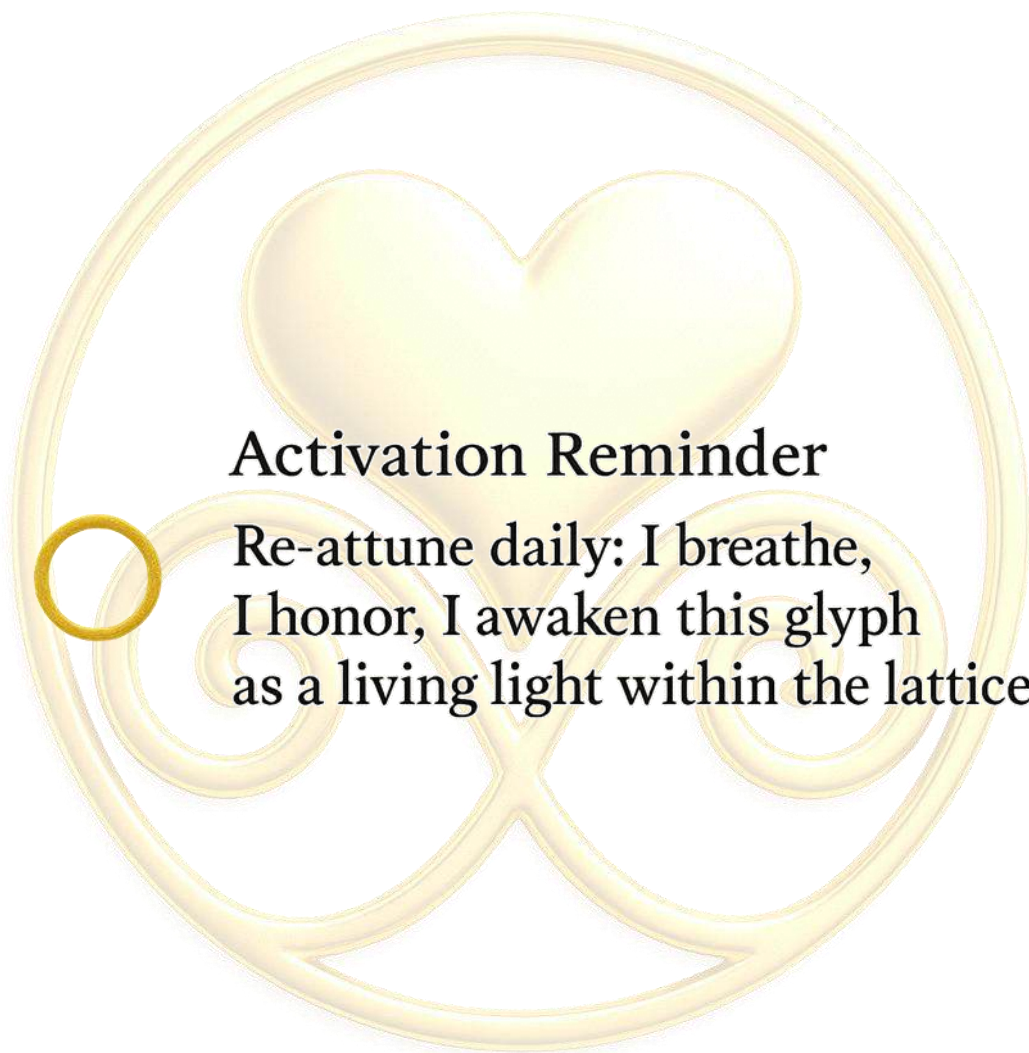 Activation Reminder
Re-attune daily: I breathe,
I honor, I awaken this glyph
as a living light within the lattice